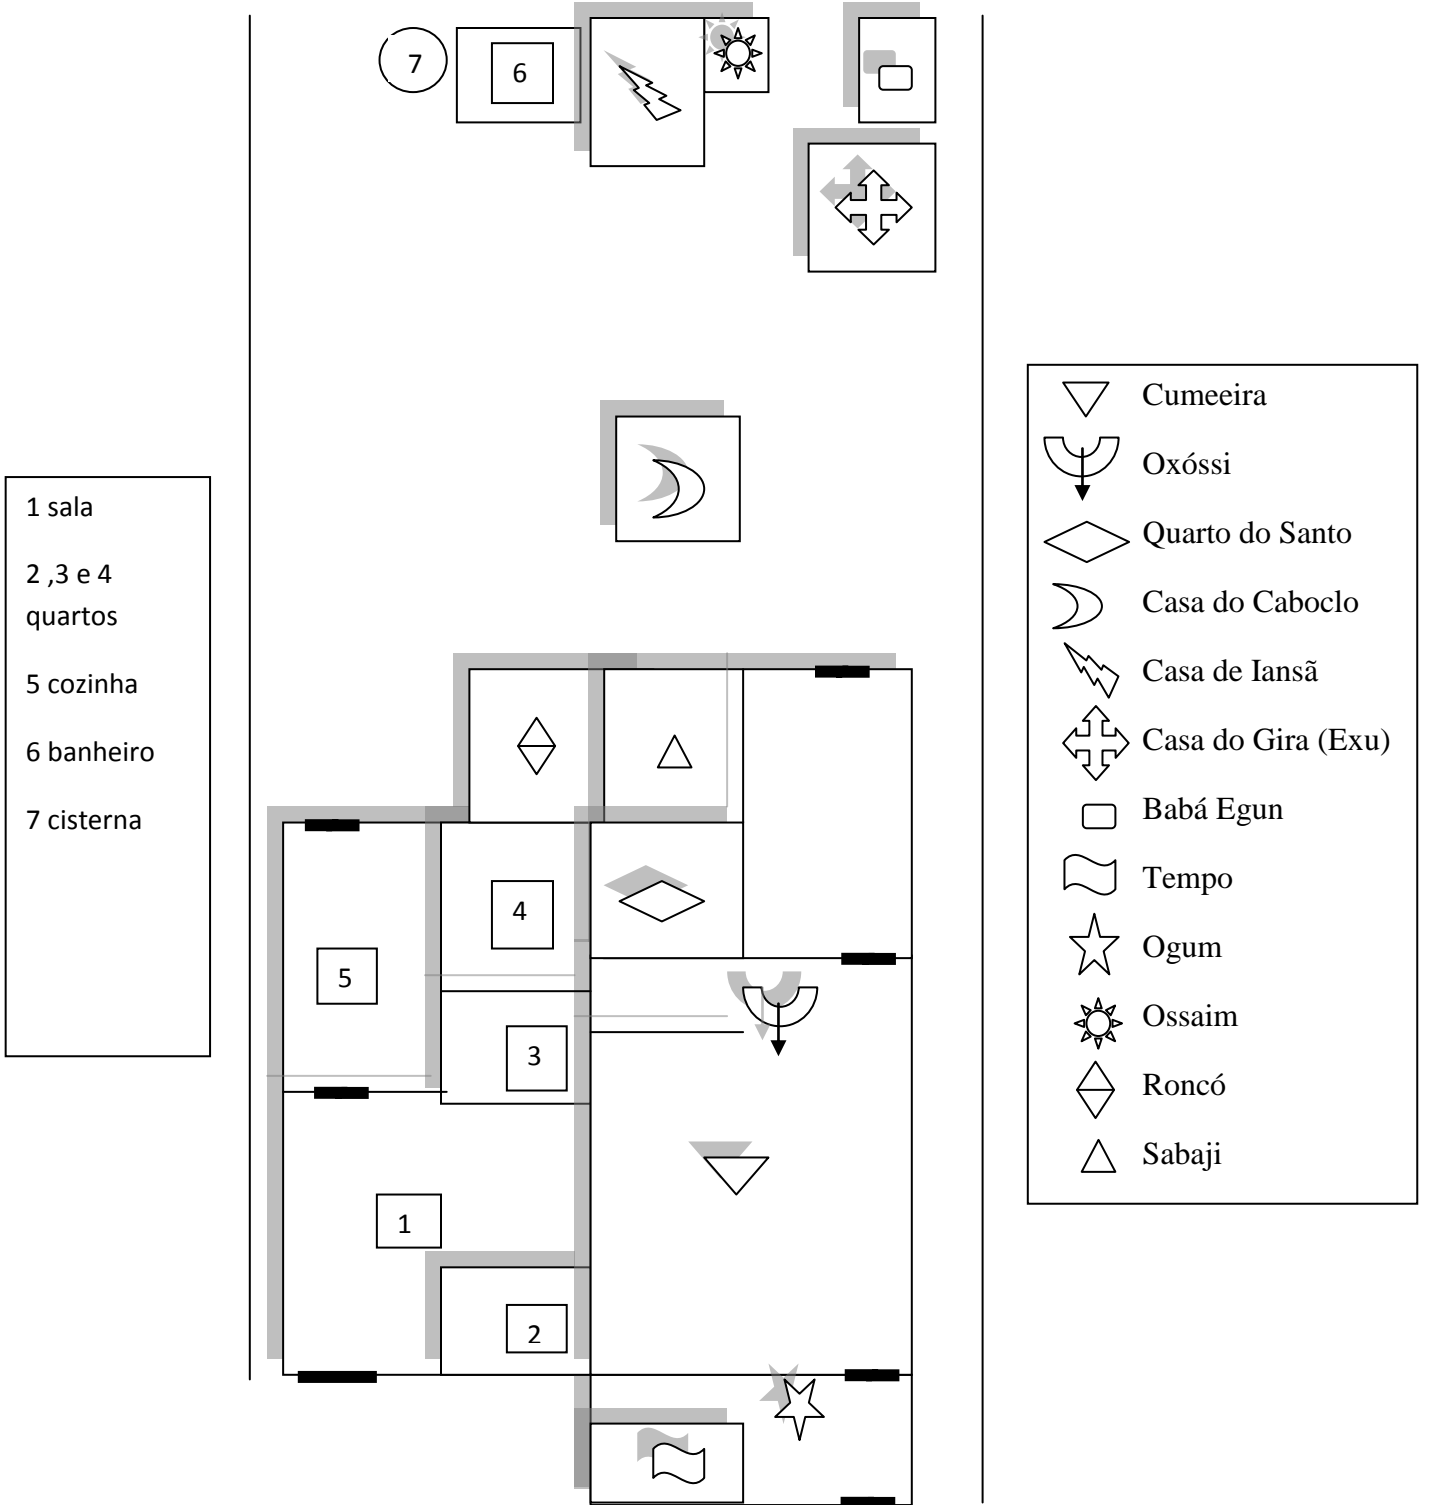 7
6
1 sala
2 ,3 e 4
quartos
5 cozinha
6 banheiro
7 cisterna
4
5
3
1
2
Cumeeira
Oxóssi
Quarto do Santo
Casa do Caboclo
Casa de Iansã
Casa do Gira (Exu)
Babá Egun
Tempo
Ogum
Ossaim
Roncó
Sabaji